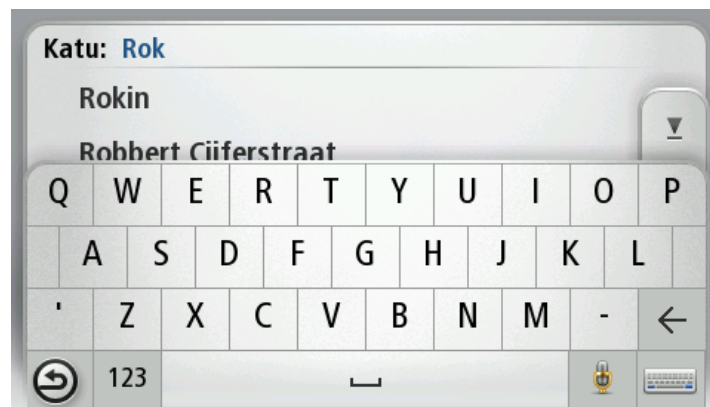 Katu: Rok
Rokin
Robbert Cijferstraat
Q W E R T Y U I O P
A S D F G H J K L
' Z X C V B N M -
123